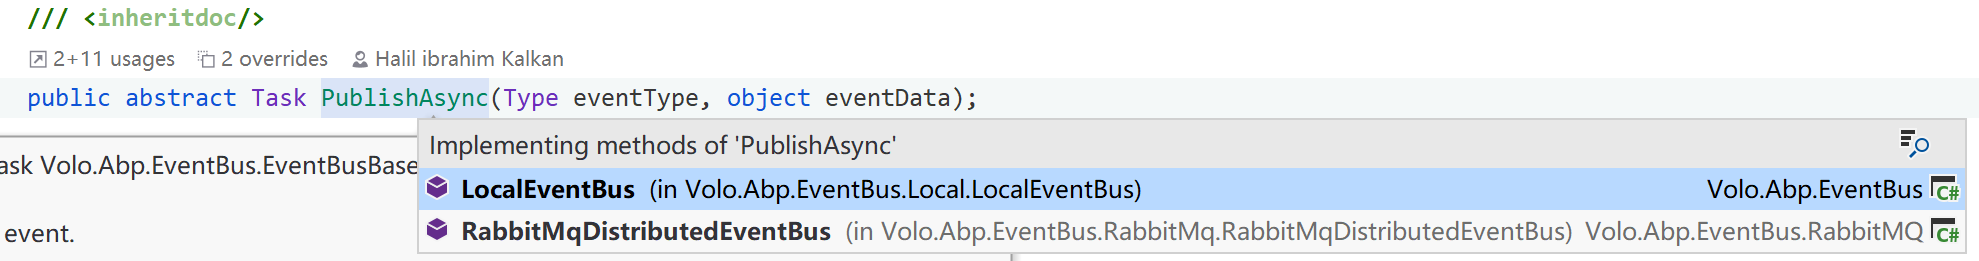 /// <inheritdoc/>
2+11 usages 2 overrides Halil ibrahim Kalkan
public abstract Task PublishAsync(Type eventType, object eventData);
Implementing methods of 'PublishAsync'
ask Volo.Abp.EventBus.EventBusBase
LocalEventBus (in Volo.Abp.EventBus.Local.LocalEventBus) Volo.Abp.EventBus C#
event.
RabbitMqDistributedEventBus (in Volo.Abp.EventBus.RabbitMq.RabbitMqDistributedEventBus) Volo.Abp.EventBus.RabbitMQ C#